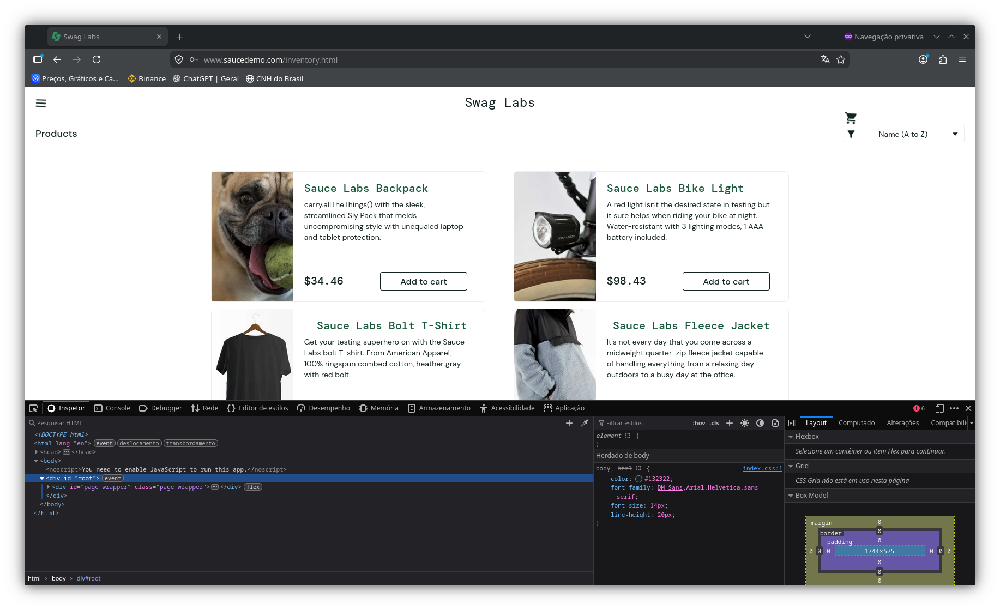 Swag Labs
Navegação privativa
www.saucedemo.com/inventory.html
Preços, Gráficos e Ca...
Binance
ChatGPT | Geral
CNH do Brasil
Swag Labs
Products
Name (A to Z)
Sauce Labs Backpack
carry.allTheThings() with the sleek,
streamlined Sly Pack that melds
uncompromising style with unequaled laptop
and tablet protection.
$34.46
Add to cart
Sauce Labs Bike Light
A red light isn't the desired state in testing but
it sure helps when riding your bike at night.
Water-resistant with 3 lighting modes, 1 AAA
battery included.
STAR UNION
$98.43
Add to cart
Sauce Labs Bolt T-Shirt
Get your testing superhero on with the Sauce
Labs bolt T-shirt. From American Apparel,
100% ringspun combed cotton, heather gray
with red bolt.
Sauce Labs Fleece Jacket
It's not every day that you come across a
midweight quarter-zip fleece jacket capable
of handling everything from a relaxing day
outdoors to a busy day at the office.
Inspetor
Console
Debugger
Rede
Editor de estilos
Desempenho
Memória
Armazenamento
Acessibilidade
Aplicação
6
Pesquisar HTML
<!DOCTYPE html>
<html lang="en"> event deslocamento transbordamento
<head> ... </head>
<body>
<noscript>You need to enable JavaScript to run this app.</noscript>
<div id="root"> event
<div id="page_wrapper" class="page_wrapper"> ... </div> flex
</div>
</body>
</html>
html › body › div#root
Filtrar estilos
:hov .cls
element {
}
Herdado de body
body, html { index.css:1
color: #132322;
font-family: DM Sans,Arial,Helvetica,sans-
serif;
font-size: 14px;
line-height: 20px;
}
Layout
Computado
Alterações
Compatibili
Flexbox
Selecione um contêiner ou item Flex para continuar.
Grid
CSS Grid não está em uso nesta página
Box Model
margin 0
border 0
padding 0
0 0 0 1744×575 0 0 0
0
0
0